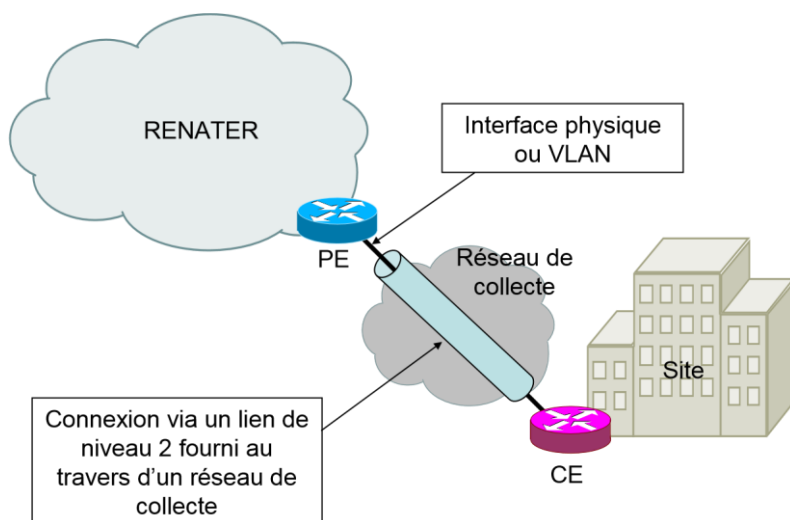 RENATER
Interface physique
ou VLAN
PE
Réseau de
collecte
Site
Connexion via un lien de
niveau 2 fourni au
travers d'un réseau de
collecte
CE